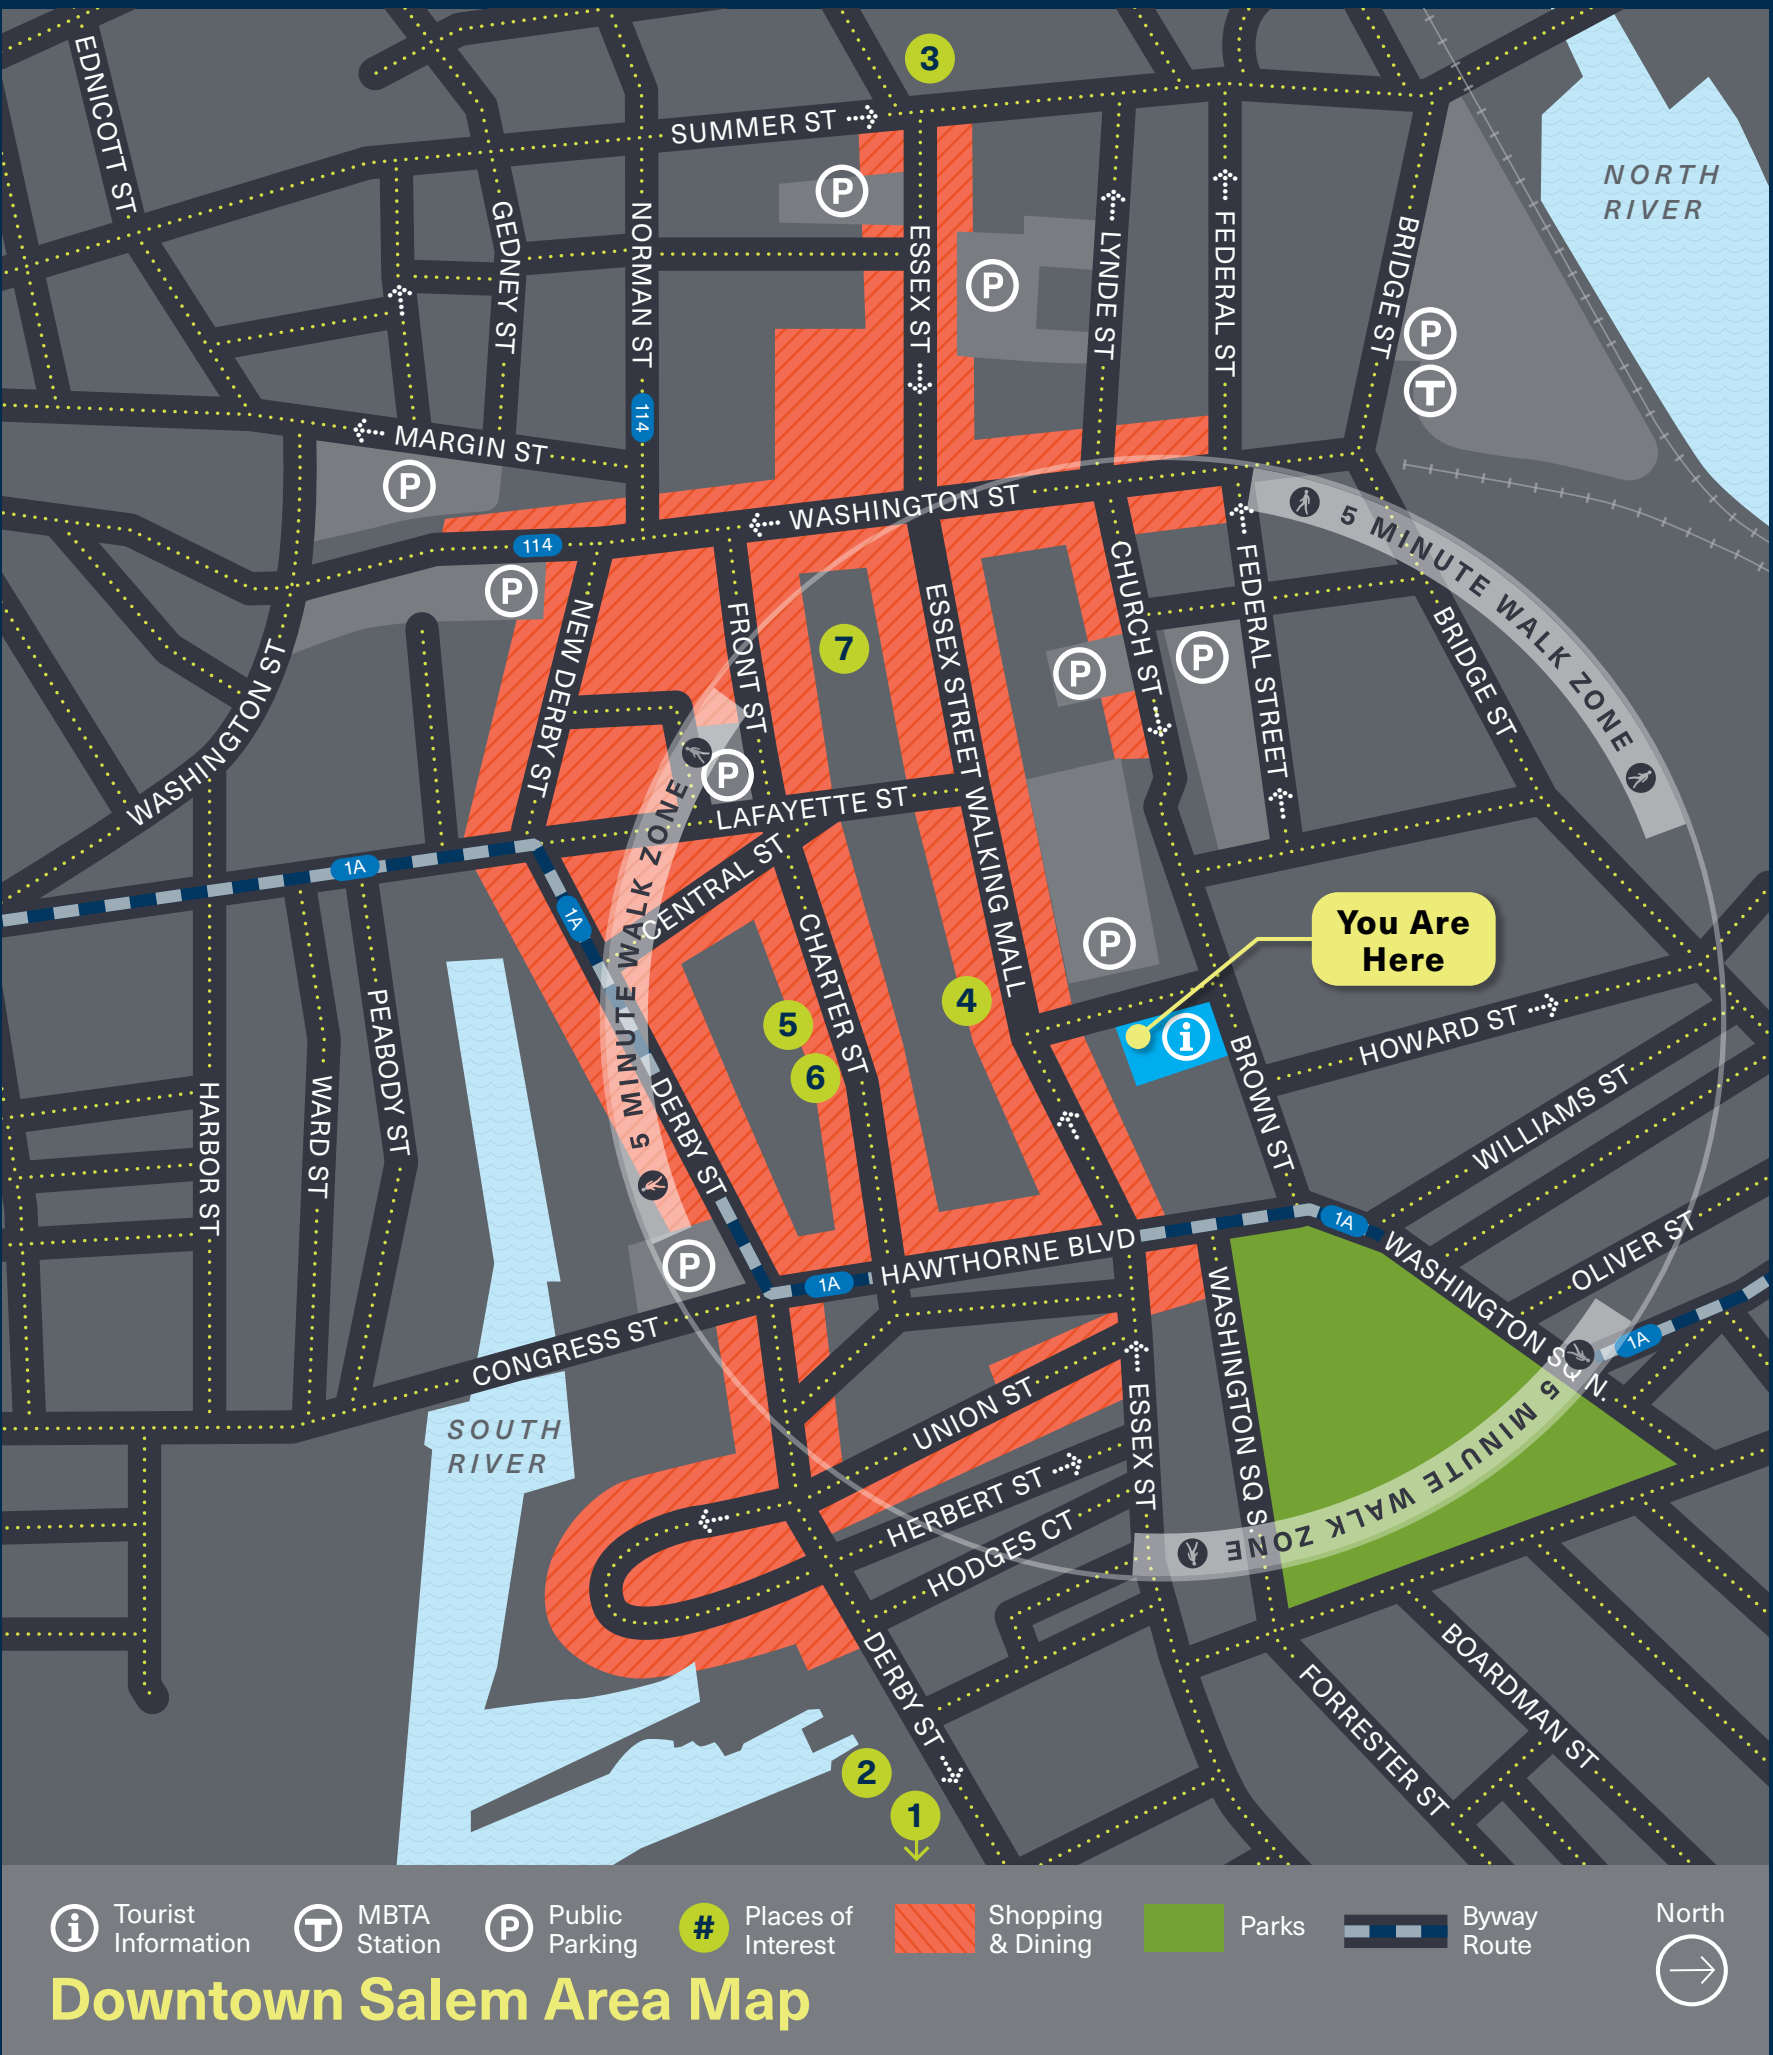 3
EDNICOTT ST
SUMMER ST
NORTH
RIVER
P
GEDNEY ST
NORMAN ST
ESSEX ST
LYNDE ST
FEDERAL ST
BRIDGE ST
P
P
T
114
MARGIN ST
P
WASHINGTON ST
5 MINUTE WALK ZONE
114
P
NEW DERBY ST
FRONT ST
7
ESSEX STREET WALKING MALL
CHURCH ST
FEDERAL STREET
P
P
BRIDGE ST
WASHINGTON ST
P
LAFAYETTE ST
1A
1A
CENTRAL ST
5 MINUTE WALK ZONE
CHARTER ST
P
You Are
Here
4
5
6
i
PEABODY ST
HOWARD ST
BROWN ST
WILLIAMS ST
HARBOR ST
WARD ST
DERBY ST
P
1A
HAWTHORNE BLVD
1A
WASHINGTON SQ N.
OLIVER ST
1A
WASHINGTON SQ S.
CONGRESS ST
SOUTH
RIVER
UNION ST
ESSEX ST
HERBERT ST
HODGES CT
5 MINUTE WALK ZONE
DERBY ST
FORRESTER ST
BOARDMAN ST
2
1
i
Tourist
Information
T
MBTA
Station
P
Public
Parking
#
Places of
Interest
Shopping
& Dining
Parks
Byway
Route
North
Downtown Salem Area Map